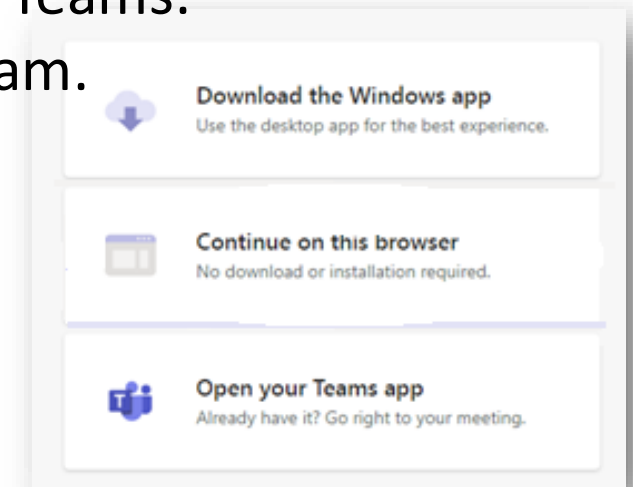 Teams.
am.
Download the Windows app
Use the desktop app for the best experience.
Continue on this browser
No download or installation required.
T
Open your Teams app
Already have it? Go right to your meeting.